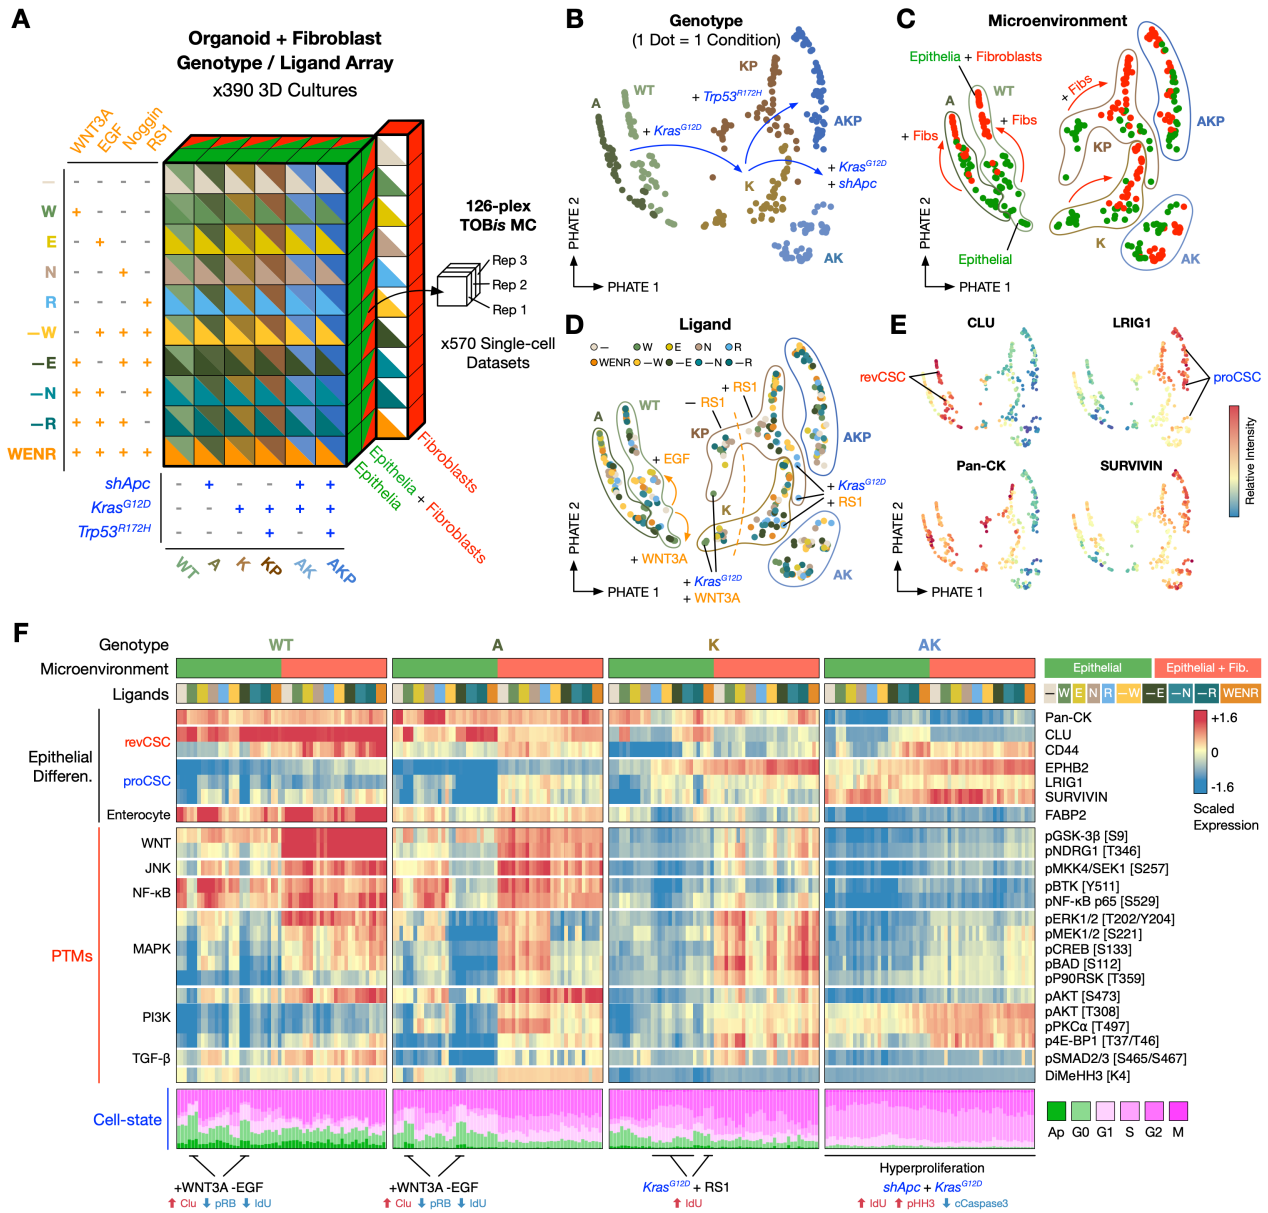 A
Organoid + Fibroblast
Genotype / Ligand Array
x390 3D Cultures
WNT3A
EGF
Noggin
RS1
— - - - -
W + - - -
E - + - -
N - - + -
R - - - +
—W - + + +
—E + - + +
—N + + - +
—R + + + -
WENR + + + +
shApc - + - - + +
KrasG12D - - + + + +
Trp53R172H - - - + - +
WT A K KP AK AKP
Epithelia
Epithelia + Fibroblasts
Fibroblasts
126-plex
TOBis MC
Rep 3
Rep 2
Rep 1
x570 Single-cell
Datasets
B
Genotype
(1 Dot = 1 Condition)
KP
A
WT
+ Trp53R172H
+ KrasG12D
AKP
+ KrasG12D
+ shApc
K
AK
PHATE 2
PHATE 1
C
Microenvironment
Epithelia + Fibroblasts
WT
A
+ Fibs
+ Fibs
+ Fibs
KP
AKP
K
AK
Epithelial
PHATE 2
PHATE 1
D
Ligand
— W E N R
WENR —W —E —N —R
+ RS1
— RS1
A
WT
KP
AKP
+ EGF
+ KrasG12D
+ RS1
K
+ WNT3A
AK
+ KrasG12D
+ WNT3A
PHATE 2
PHATE 1
E
CLU
LRIG1
revCSC
proCSC
Pan-CK
SURVIVIN
Relative Intensity
PHATE 2
PHATE 1
F
Genotype WT A K AK
Microenvironment
Epithelial
Epithelial + Fib.
Ligands
— W E N R —W —E —N —R WENR
Epithelial
Differen.
revCSC
proCSC
Enterocyte
Pan-CK
CLU
CD44
EPHB2
LRIG1
SURVIVIN
FABP2
+1.6
0
-1.6
Scaled
Expression
PTMs
WNT
JNK
NF-κB
MAPK
PI3K
TGF-β
pGSK-3β [S9]
pNDRG1 [T346]
pMKK4/SEK1 [S257]
pBTK [Y511]
pNF-κB p65 [S529]
pERK1/2 [T202/Y204]
pMEK1/2 [S221]
pCREB [S133]
pBAD [S112]
pP90RSK [T359]
pAKT [S473]
pAKT [T308]
pPKCα [T497]
p4E-BP1 [T37/T46]
pSMAD2/3 [S465/S467]
DiMeHH3 [K4]
Cell-state
Ap G0 G1 S G2 M
+WNT3A -EGF
Clu pRB IdU
+WNT3A -EGF
Clu pRB IdU
KrasG12D + RS1
IdU
Hyperproliferation
shApc + KrasG12D
IdU pHH3 cCaspase3